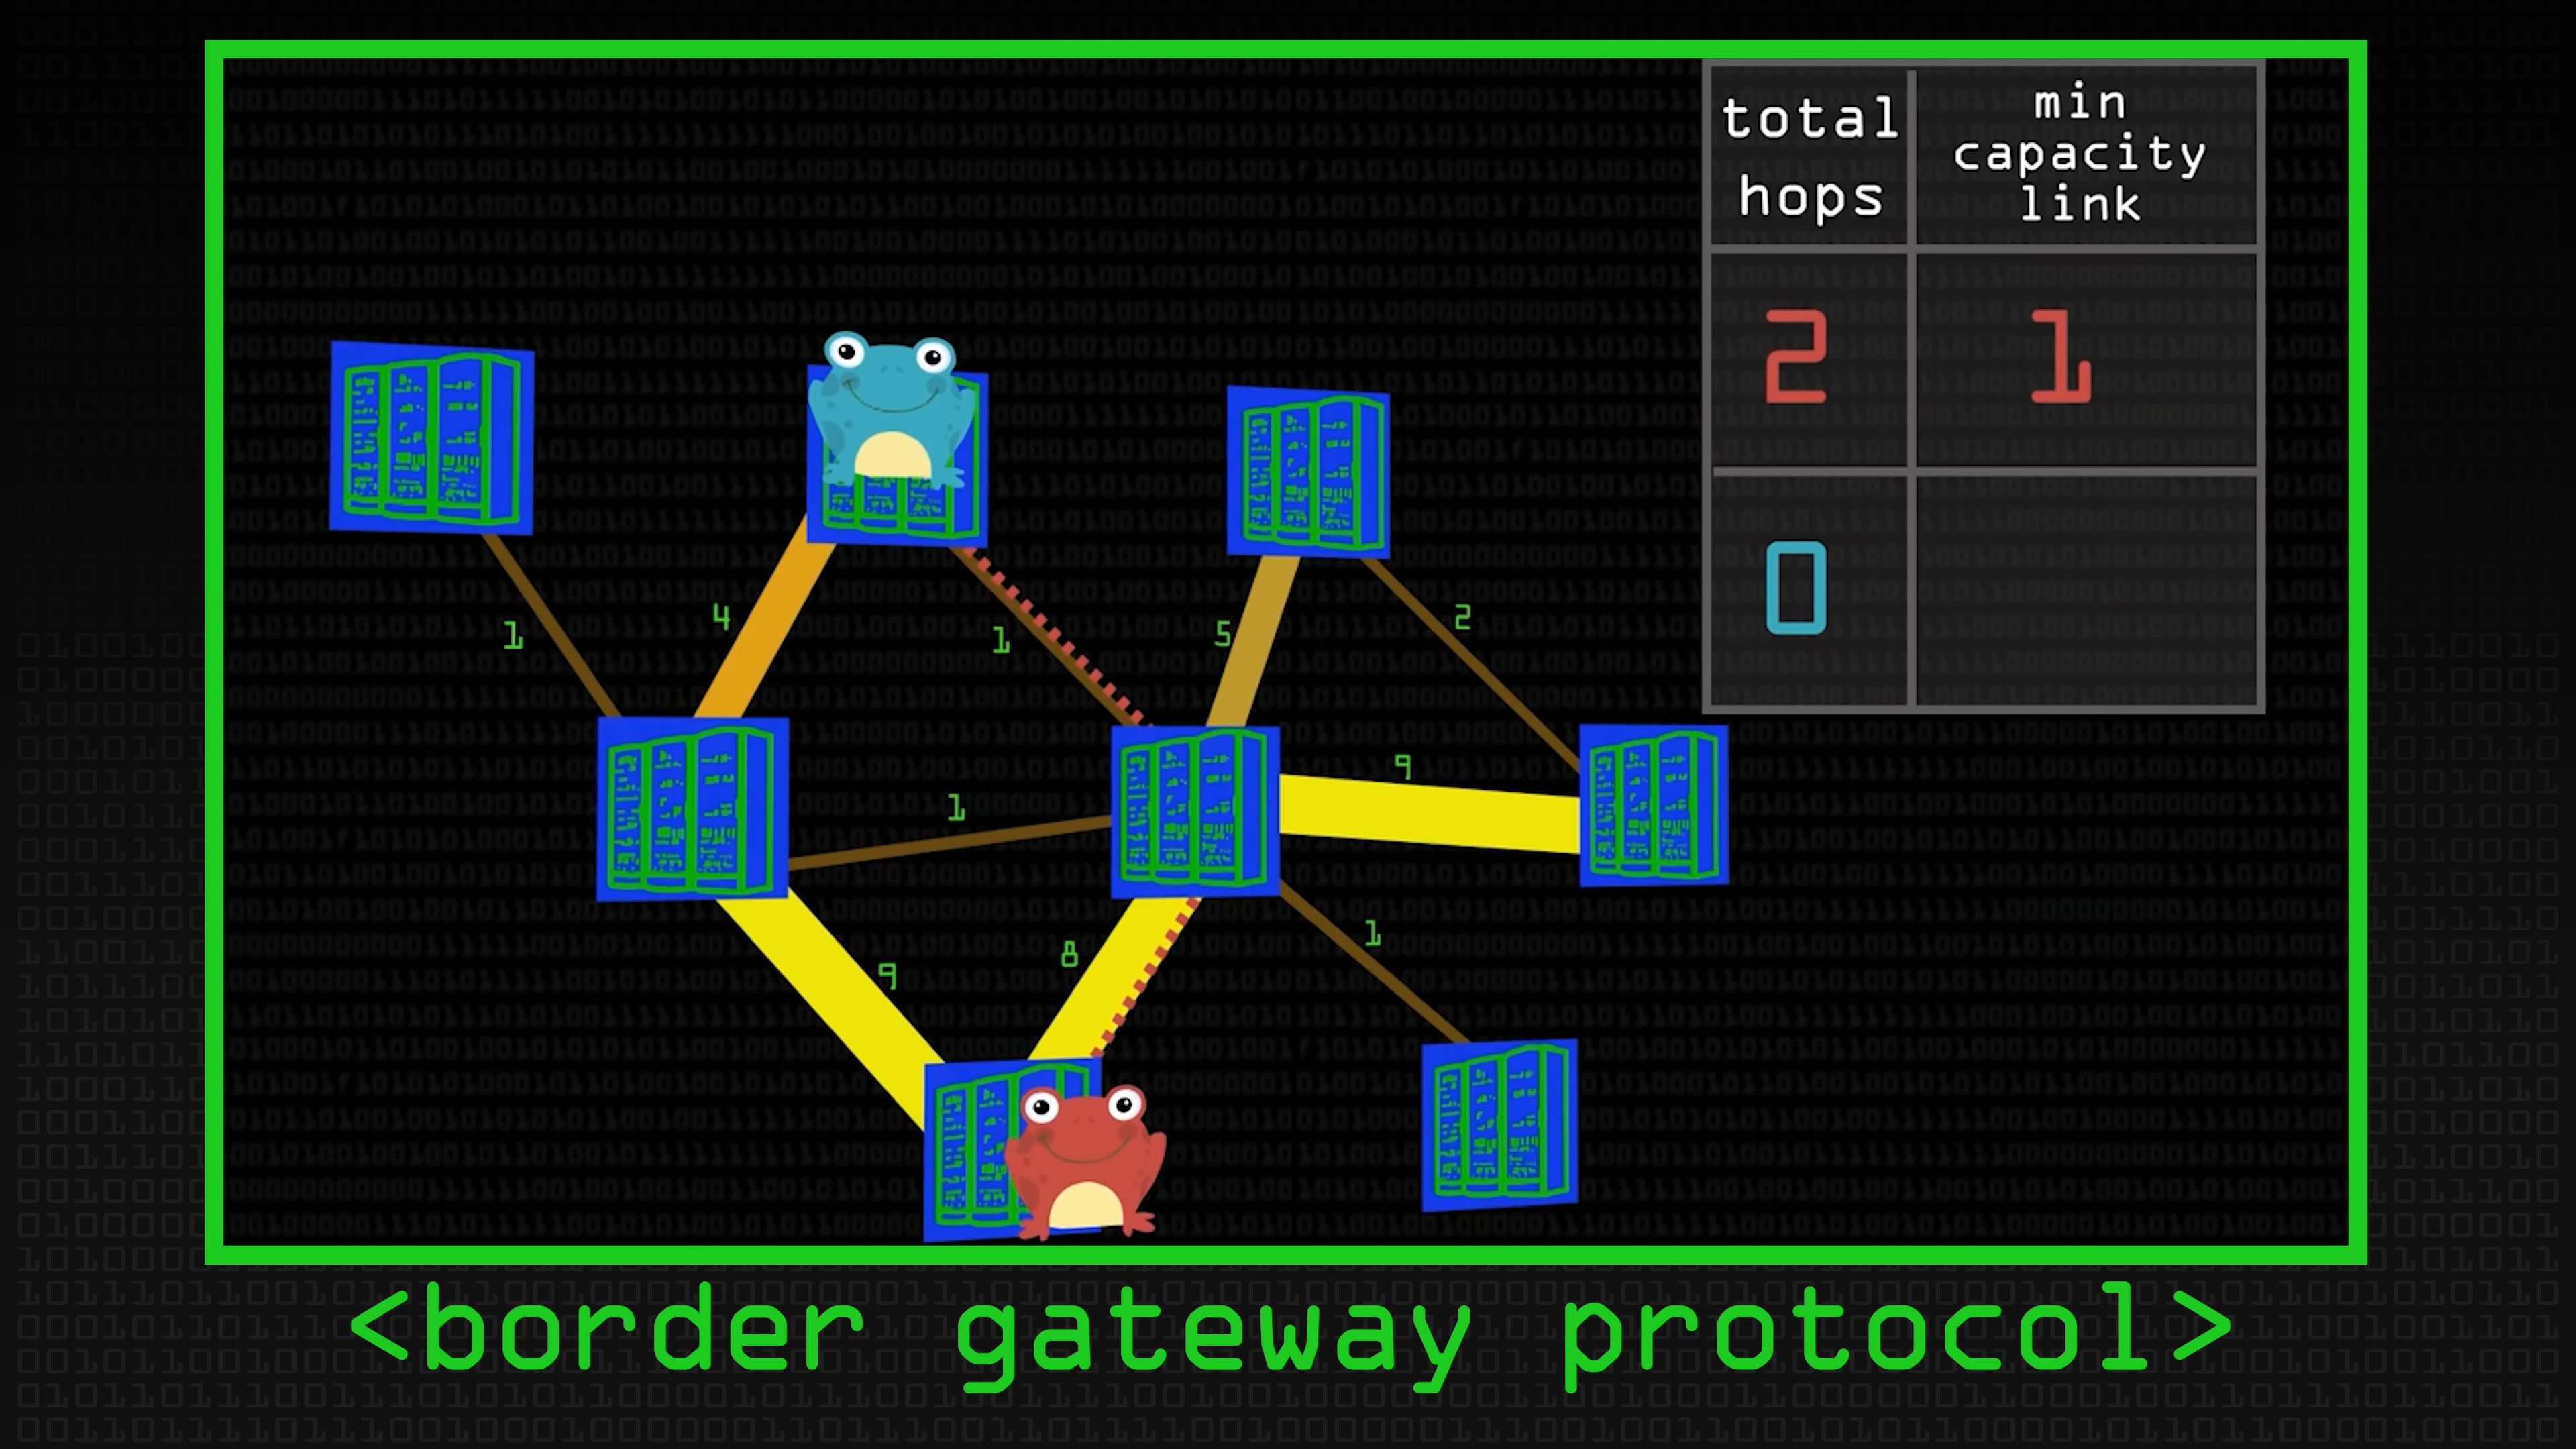 total
hops
min
capacity
link
2
1
0
1
4
1
5
2
1
9
9
8
1
<border gateway protocol>